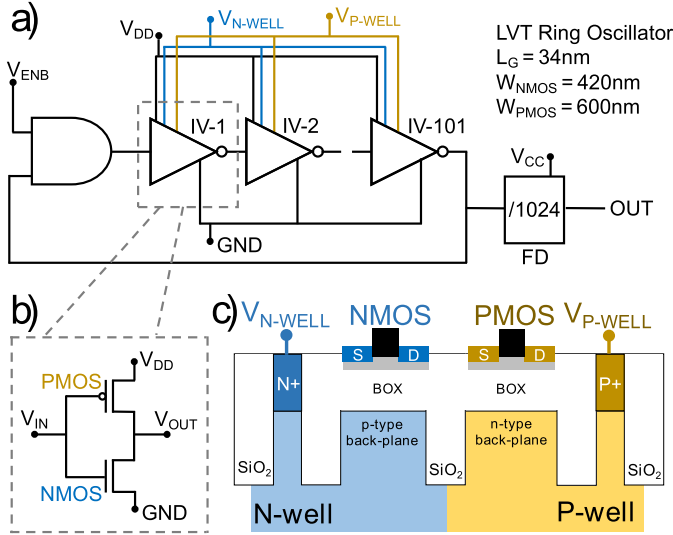 a)
V_DD
V_N-WELL
V_P-WELL
LVT Ring Oscillator
L_G = 34nm
W_NMOS = 420nm
W_PMOS = 600nm
V_ENB
IV-1
IV-2
IV-101
V_CC
/1024
OUT
FD
GND
b)
V_DD
PMOS
V_IN
V_OUT
NMOS
GND
c)
V_N-WELL
NMOS
PMOS
V_P-WELL
S
D
S
D
N+
BOX
BOX
P+
p-type
back-plane
n-type
back-plane
SiO₂
SiO₂
SiO₂
N-well
P-well